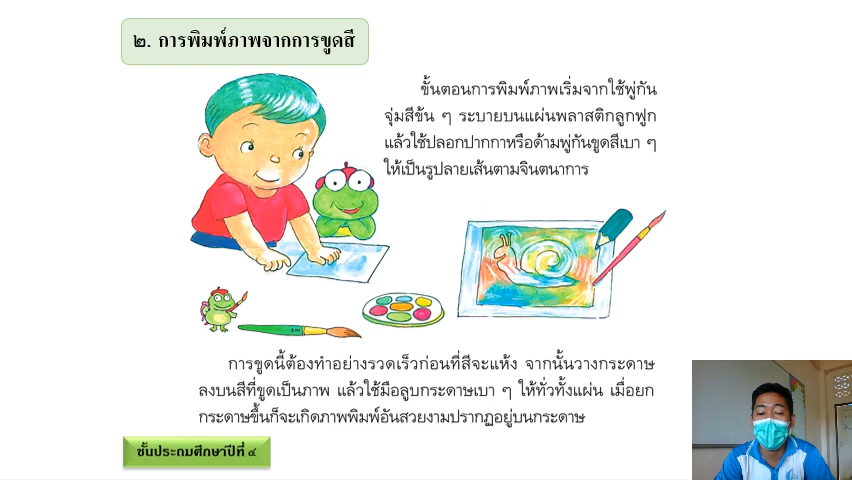 ๒. การพิมพ์ภาพจากการขูดสี
ขั้นตอนการพิมพ์ภาพเริ่มจากใช้พู่กัน
จุ่มสีข้น ๆ ระบายบนแผ่นพลาสติกลูกฟูก
แล้วใช้ปลอกปากกาหรือด้ามพู่กันขูดสีเบา ๆ
ให้เป็นรูปลายเส้นตามจินตนาการ
การขูดนี้ต้องทำอย่างรวดเร็วก่อนที่สีจะแห้ง จากนั้นวางกระดาษ
ลงบนสีที่ขูดเป็นภาพ แล้วใช้มือลูบกระดาษเบา ๆ ให้ทั่วทั้งแผ่น เมื่อยก
กระดาษขึ้นก็จะเกิดภาพพิมพ์อันสวยงามปรากฏอยู่บนกระดาษ
ชั้นประถมศึกษาปีที่ ๔